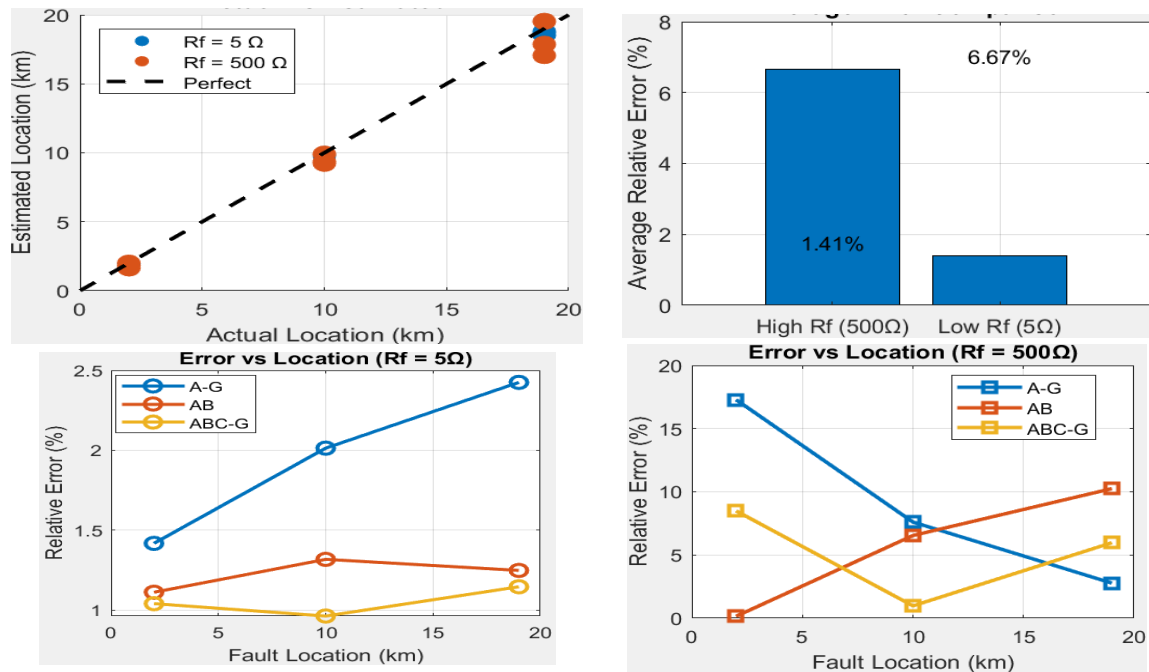 20
15
10
5
0
Estimated Location (km)
Rf = 5 Ω
Rf = 500 Ω
Perfect
0 5 10 15 20
Actual Location (km)
8
6
4
2
0
Average Relative Error (%)
6.67%
1.41%
High Rf (500Ω) Low Rf (5Ω)
Error vs Location (Rf = 5Ω)
2.5
2
1.5
1
Relative Error (%)
A-G
AB
ABC-G
0 5 10 15 20
Fault Location (km)
Error vs Location (Rf = 500Ω)
20
15
10
5
0
Relative Error (%)
A-G
AB
ABC-G
0 5 10 15 20
Fault Location (km)